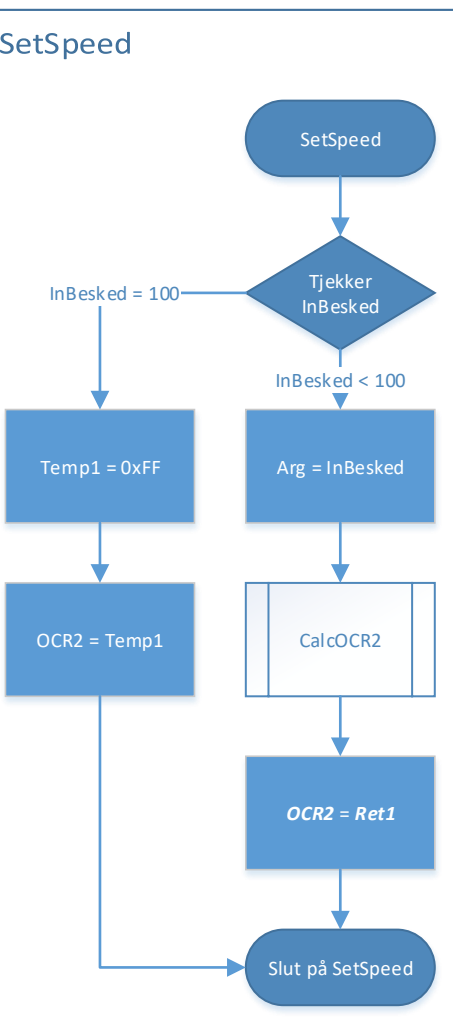 SetSpeed
SetSpeed
Tjekker
InBesked
InBesked = 100
InBesked < 100
Temp1 = 0xFF
Arg = InBesked
OCR2 = Temp1
CalcOCR2
OCR2 = Ret1
Slut på SetSpeed